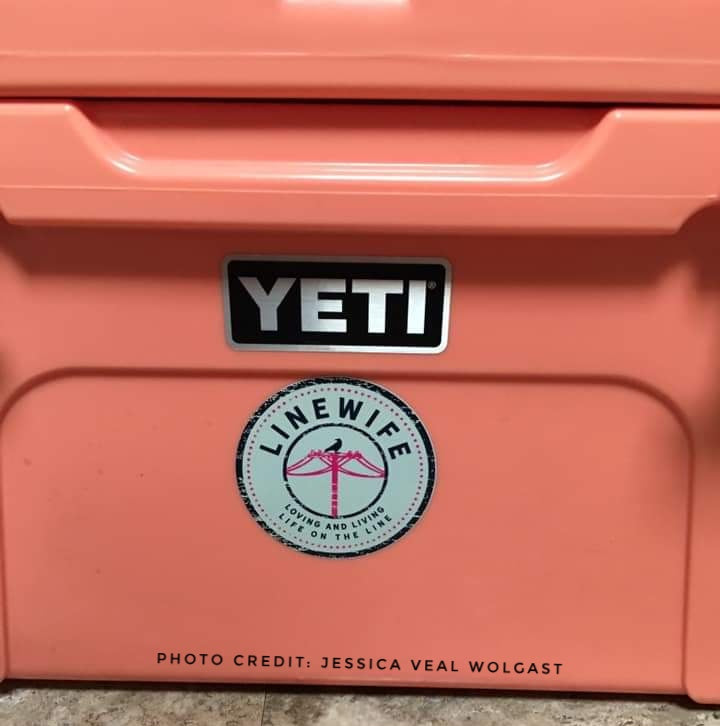 YETI®
LINEWIFE
LOVING AND LIVING
LIFE ON THE LINE
PHOTO CREDIT: JESSICA VEAL WOLGAST